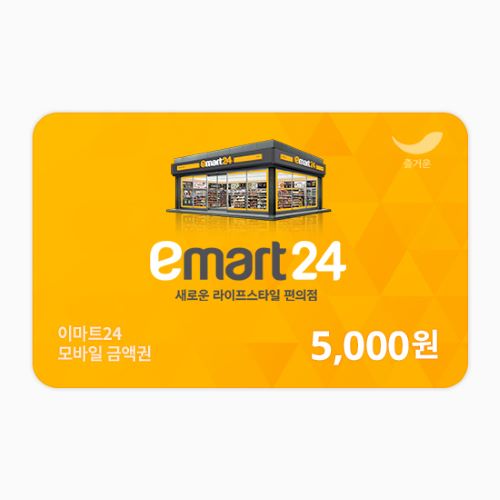 emart24
emart24
즐거운
emart24
새로운 라이프스타일 편의점
이마트24
모바일 금액권
5,000원